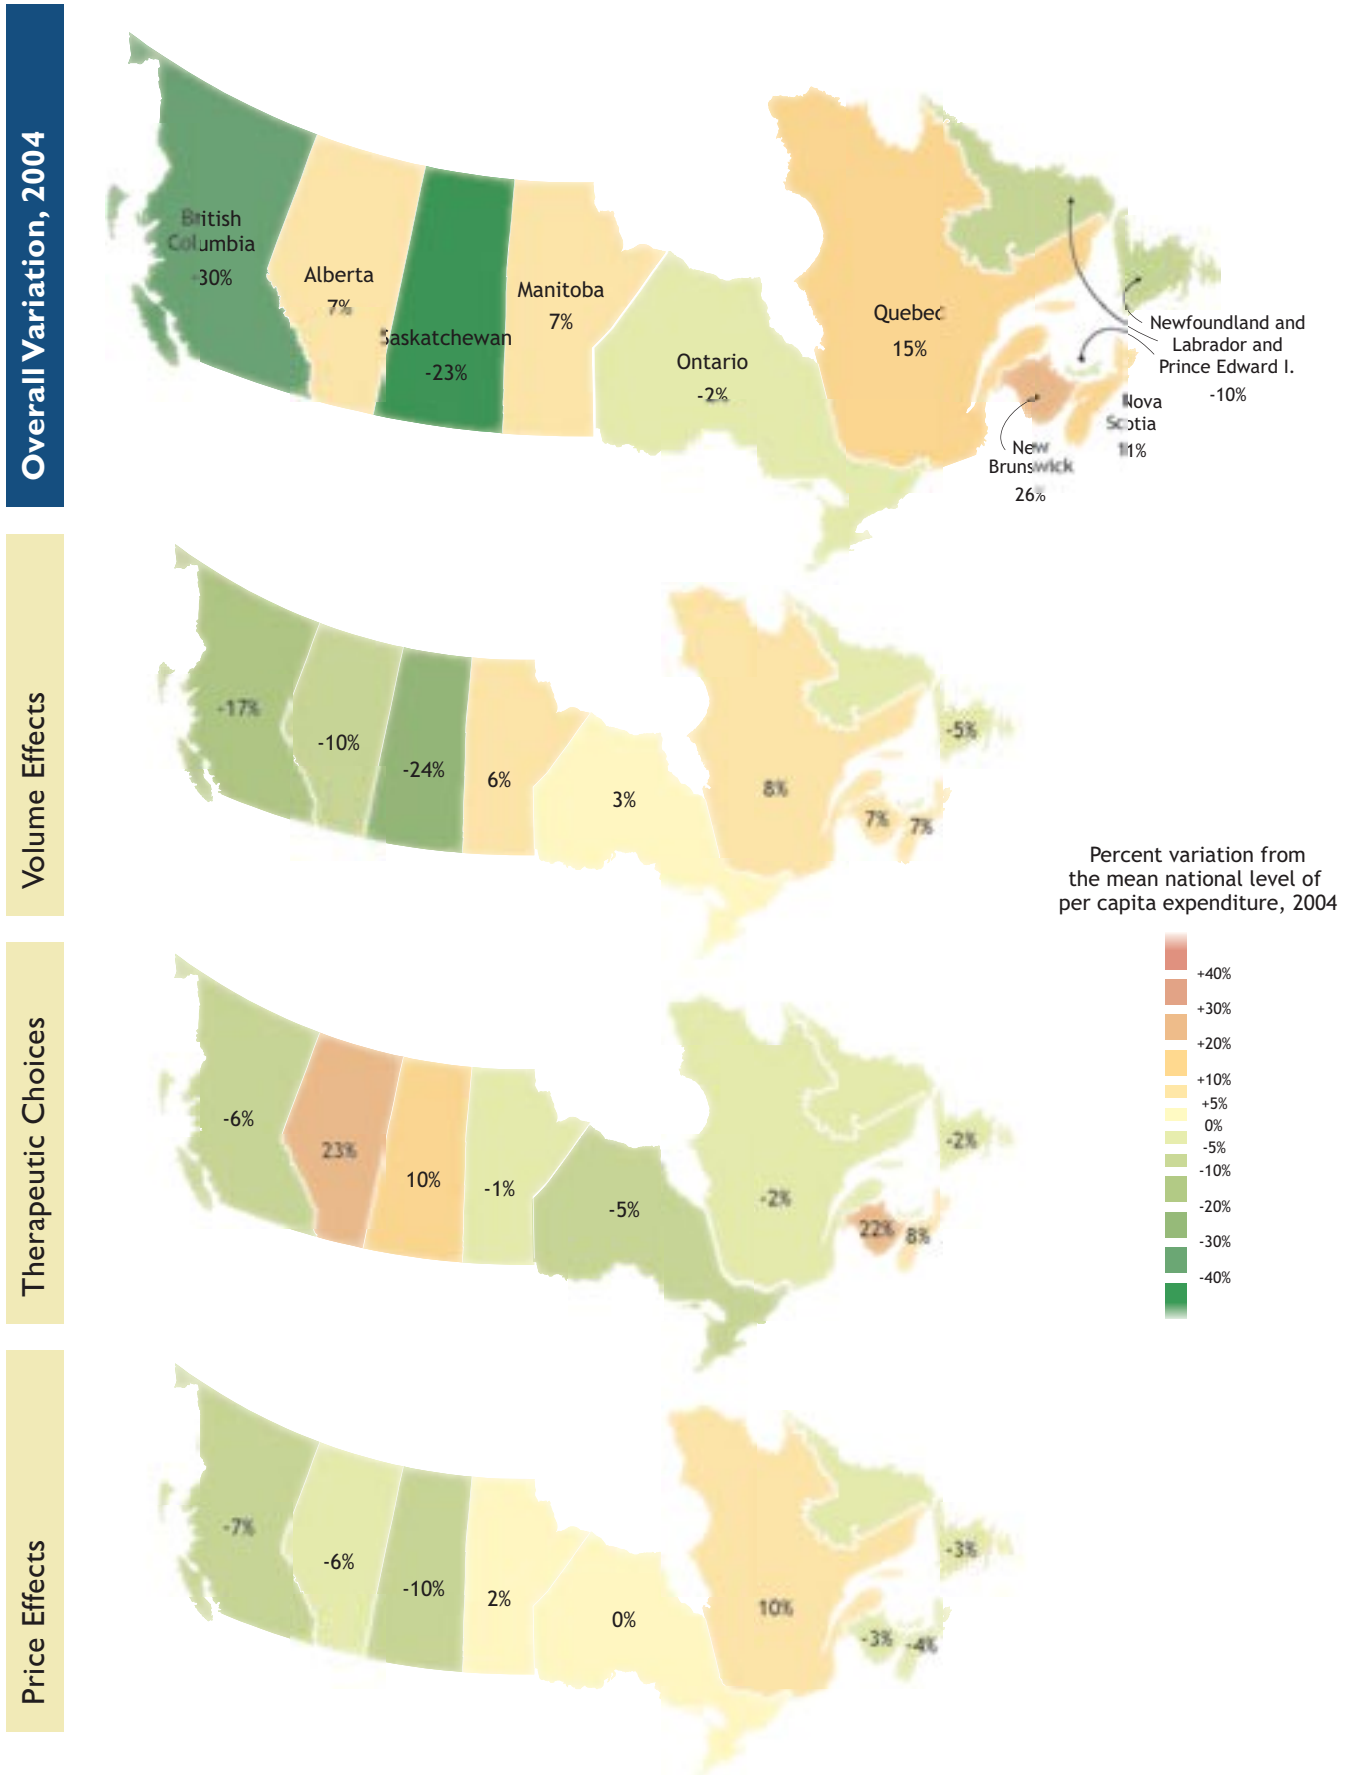 Overall Variation, 2004
British
Columbia
-30%
Alberta
7%
Saskatchewan
-23%
Manitoba
7%
Ontario
-2%
Quebec
15%
Newfoundland and
Labrador and
Prince Edward I.
-10%
Nova
Scotia
11%
New
Brunswick
26%
Volume Effects
-17%
-10%
-24%
6%
3%
8%
-5%
7%
7%
Percent variation from
the mean national level of
per capita expenditure, 2004
+40%
+30%
+20%
+10%
+5%
0%
-5%
-10%
-20%
-30%
-40%
Therapeutic Choices
-6%
23%
10%
-1%
-5%
-2%
-2%
22%
8%
Price Effects
-7%
-6%
-10%
2%
0%
10%
-3%
-3%
-4%